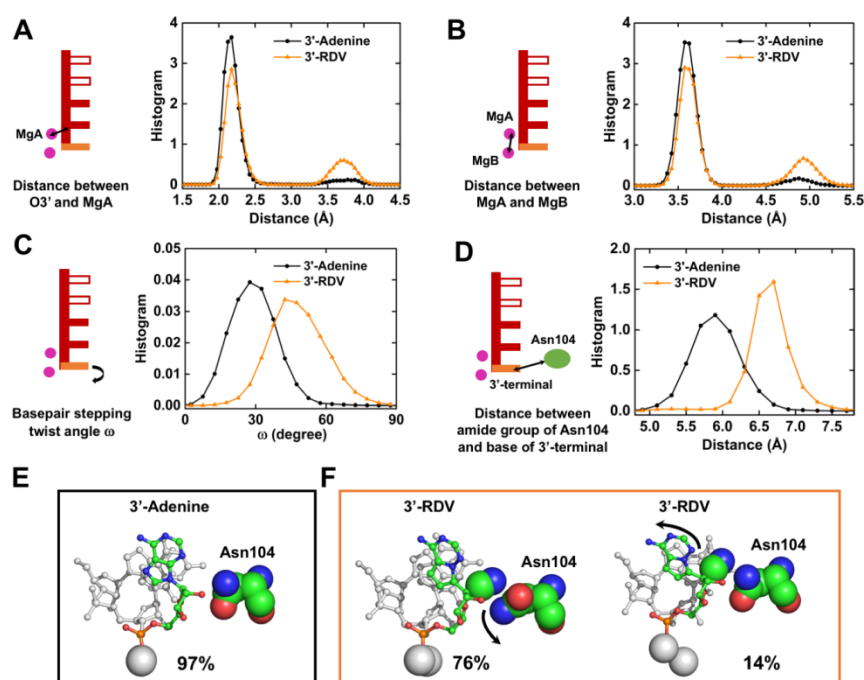 A
MgA
Distance between
O3' and MgA
Histogram
4
3
2
1
0
3'-Adenine
3'-RDV
1.5 2.0 2.5 3.0 3.5 4.0 4.5
Distance (Å)
B
MgA
MgB
Distance between
MgA and MgB
Histogram
4
3
2
1
0
3'-Adenine
3'-RDV
3.0 3.5 4.0 4.5 5.0 5.5
Distance (Å)
C
Basepair stepping
twist angle ω
Histogram
0.05
0.04
0.03
0.02
0.01
0.00
3'-Adenine
3'-RDV
0 30 60 90
ω (degree)
D
Asn104
3'-terminal
Distance between
amide group of Asn104
and base of 3'-terminal
Histogram
2.0
1.5
1.0
0.5
0.0
3'-Adenine
3'-RDV
5.0 5.5 6.0 6.5 7.0 7.5
Distance (Å)
E
3'-Adenine
Asn104
97%
F
3'-RDV
Asn104
76%
3'-RDV
Asn104
14%